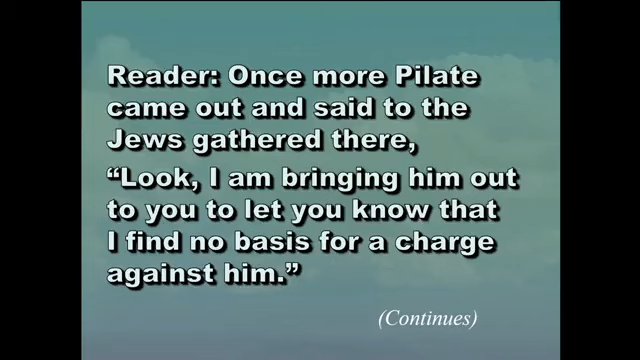 Reader: Once more Pilate
came out and said to the
Jews gathered there,
“Look, I am bringing him out
to you to let you know that
I find no basis for a charge
against him.”
(Continues)